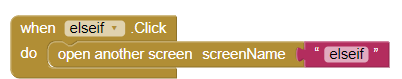 when elseif .Click
do open another screen screenName " elseif "